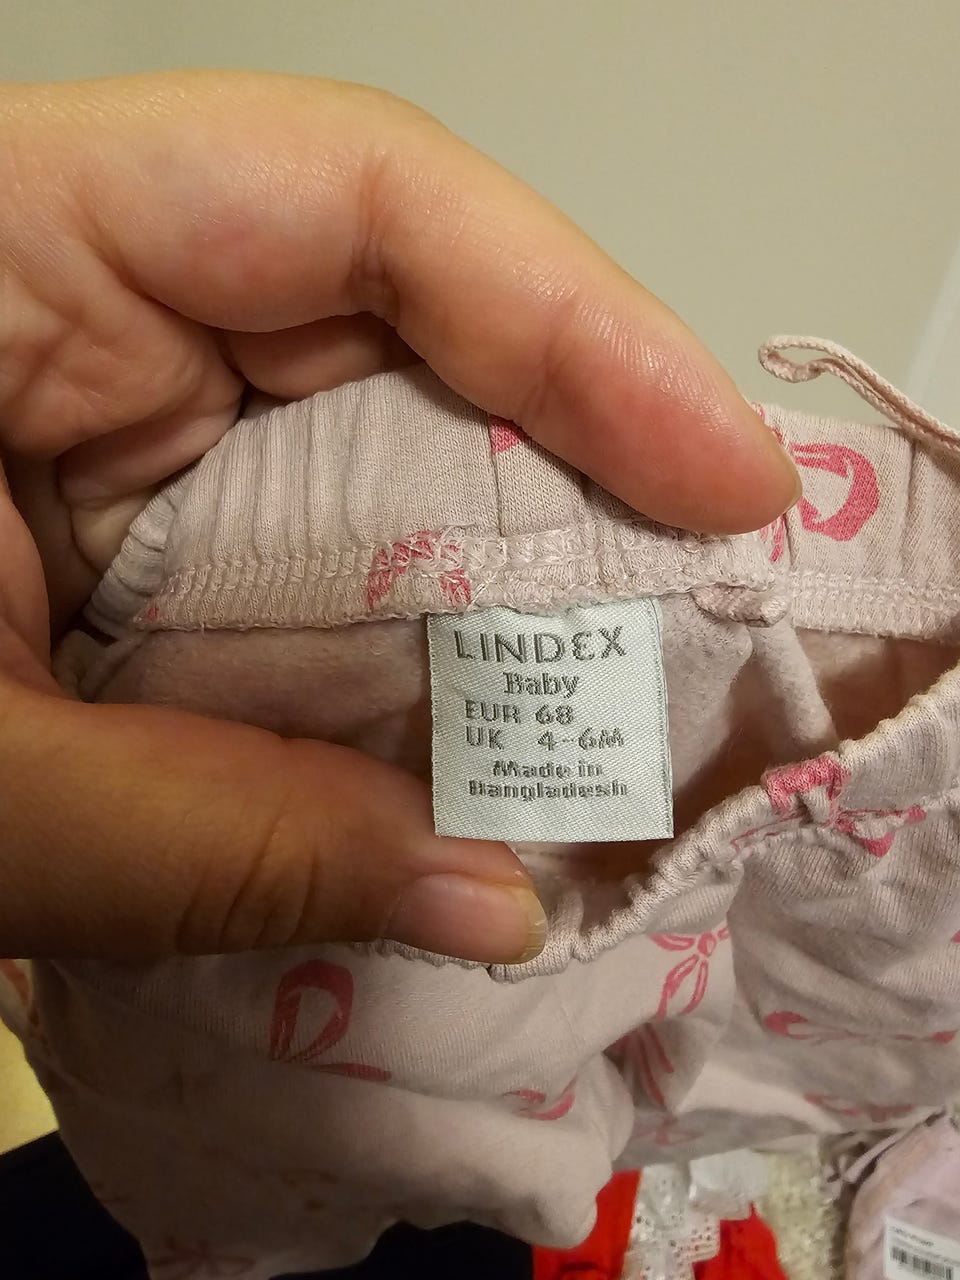 LINDEX
Baby
EUR 68
UK 4-6M
Made in
Bangladesh